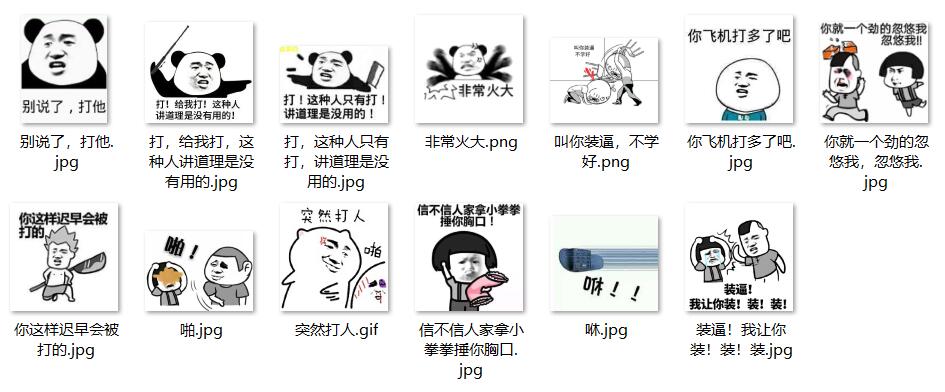 别说了，打他
打！给我打！这种人
讲道理是没有用的！
打！这种人只有打！
讲道理是没用的！
非常火大
叫你装逼
不学好
你飞机打多了吧
你就一个劲的忽悠我
忽悠我!!
别说了，打他.
jpg
打，给我打，这
种人讲道理是没
有用的.jpg
打，这种人只有
打，讲道理是没
用的.jpg
非常火大.png
叫你装逼，不学
好.png
你飞机打多了吧.
jpg
你就一个劲的忽
悠我，忽悠我.
jpg
你这样迟早会被
打的
啪！
突然打人
啪
信不信人家拿小拳拳
捶你胸口！
咻！！
装逼！
我让你装！装！装！
你这样迟早会被
打的.jpg
啪.jpg
突然打人.gif
信不信人家拿小
拳拳捶你胸口.
jpg
咻.jpg
装逼！我让你
装！装！装.jpg